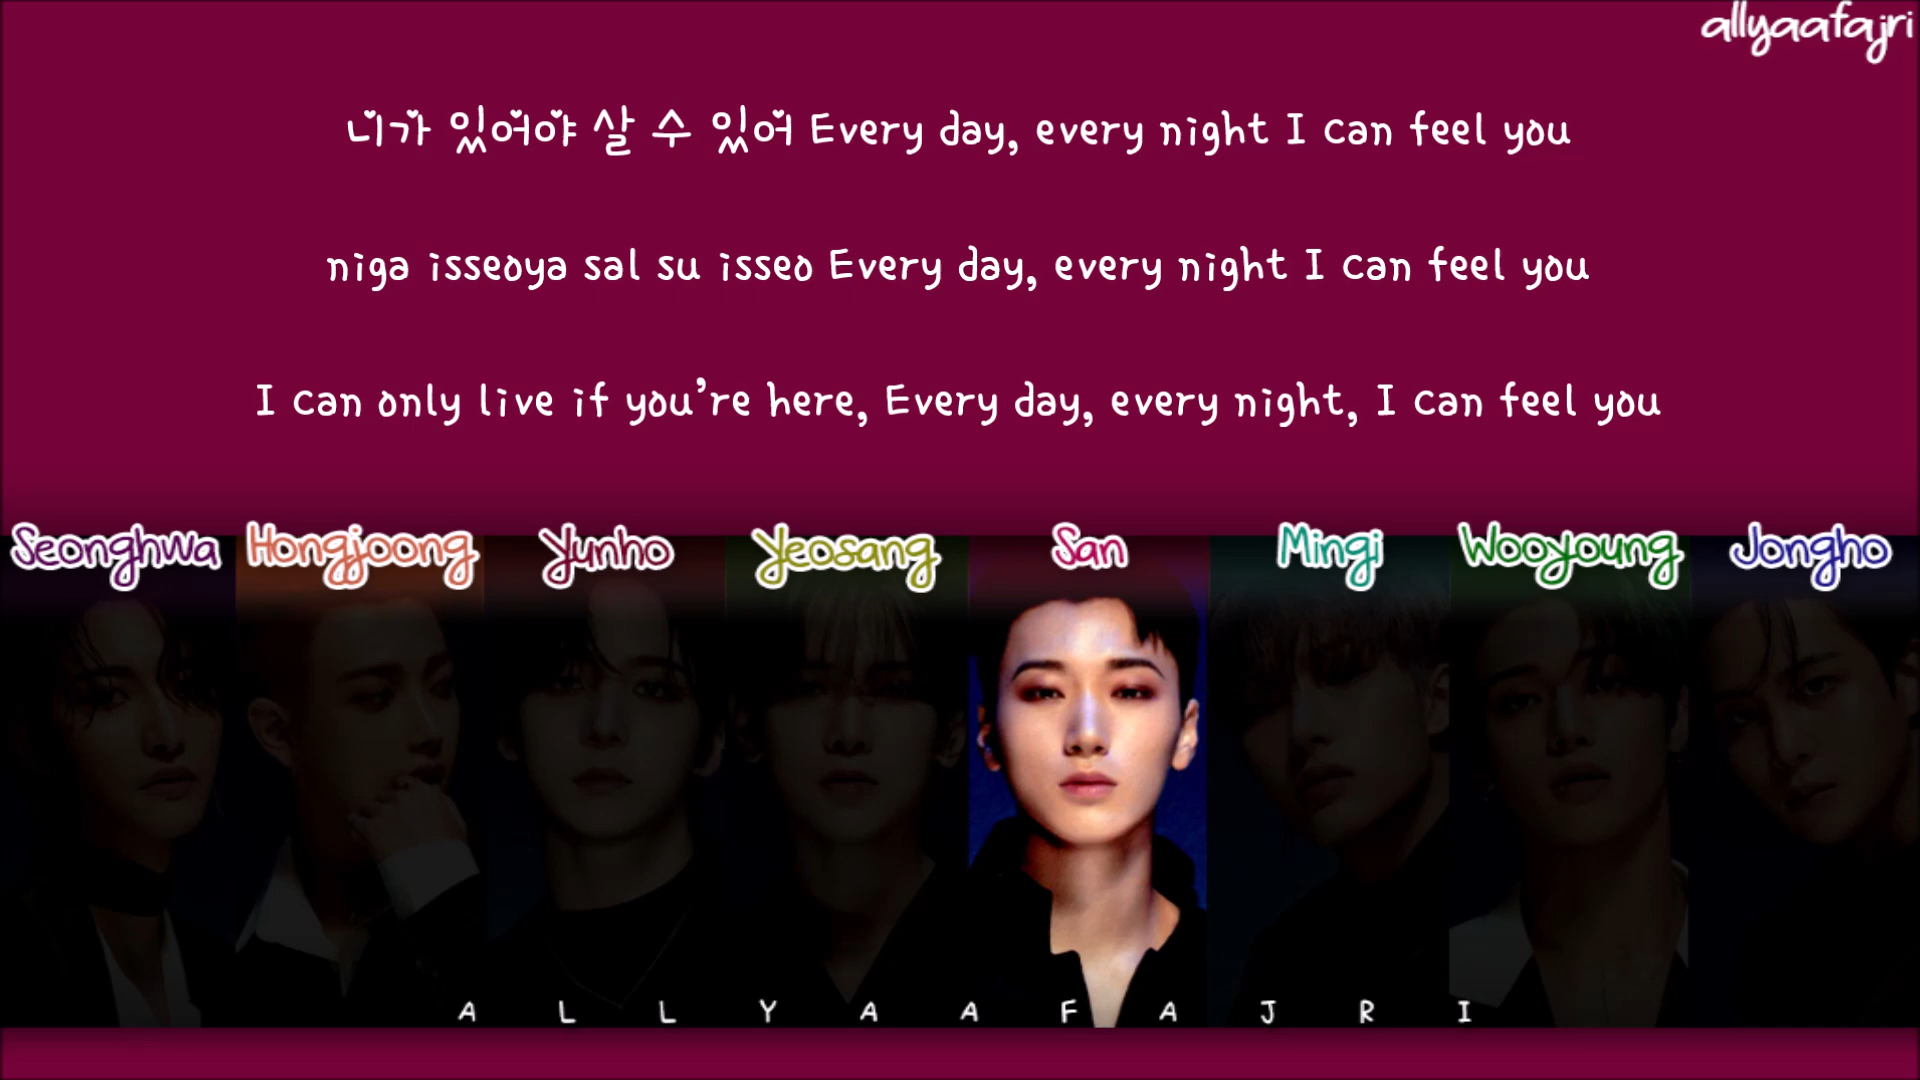 allyaafajri
니가 있어야 살 수 있어 Every day, every night I can feel you
niga isseoya sal su isseo Every day, every night I can feel you
I can only live if you're here, Every day, every night, I can feel you
Seonghwa Hongjoong Yunho Yeosang San Mingi Wooyoung Jongho
A L L Y A A F A J R I